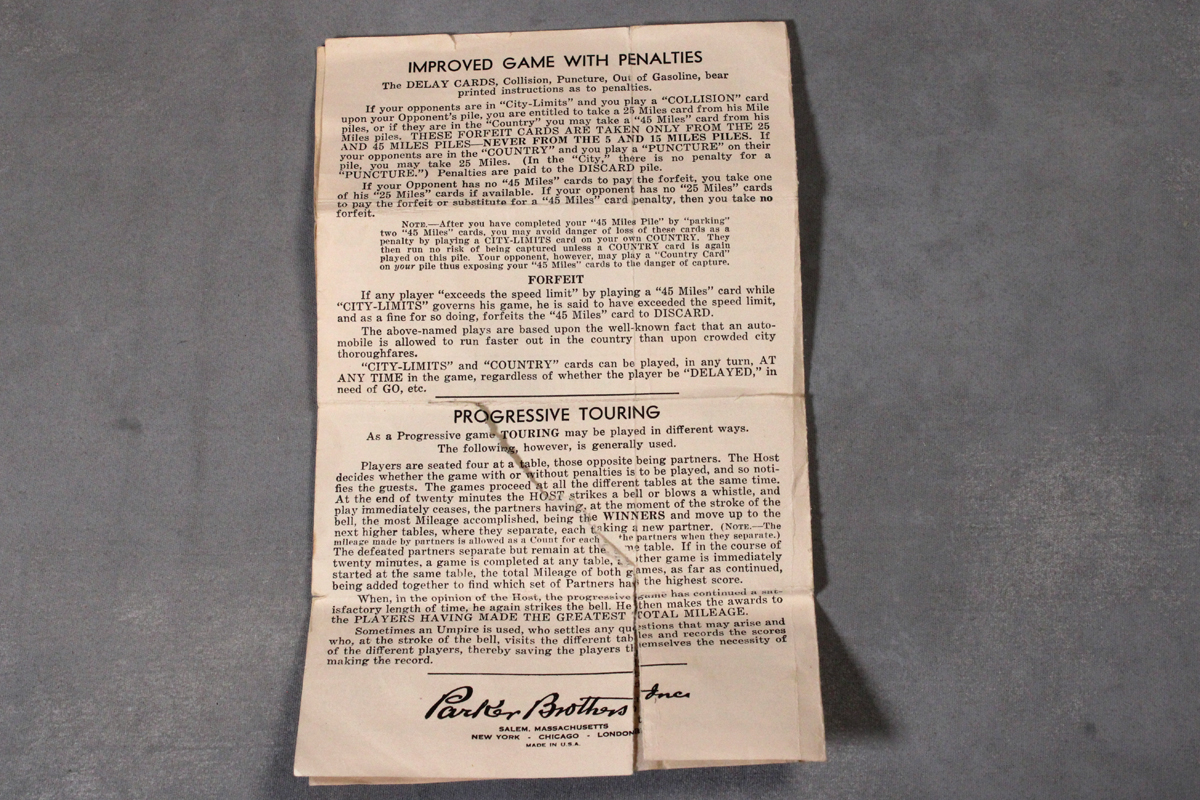 IMPROVED GAME WITH PENALTIES
The DELAY CARDS, Collision, Puncture, Out of Gasoline, bear
printed instructions as to penalties.
If your opponents are in "City-Limits" and you play a "COLLISION" card
upon your Opponent's pile, you are entitled to take a 25 Miles card from his Mile
piles, or if they are in the "Country" you may take a "45 Miles" card from his
Miles piles. THESE FORFEIT CARDS ARE TAKEN ONLY FROM THE 25
AND 45 MILES PILES—NEVER FROM THE 5 AND 15 MILES PILES. If
your opponents are in the "COUNTRY" and you play a "PUNCTURE" on their
pile, you may take 25 Miles. (In the "City," there is no penalty for a
"PUNCTURE.") Penalties are paid to the DISCARD pile.
If your Opponent has no "45 Miles" cards to pay the forfeit, you take one
of his "25 Miles" cards if available. If your opponent has no "25 Miles" cards
to pay the forfeit or substitute for a "45 Miles" card penalty, then you take no
forfeit.
NOTE.—After you have completed your "45 Miles Pile" by "parking"
two "45 Miles" cards, you may avoid danger of loss of these cards as a
penalty by playing a CITY-LIMITS card on your own COUNTRY. They
then run no risk of being captured unless a COUNTRY card is again
played on this pile. Your opponent, however, may play a "Country Card"
on your pile thus exposing your "45 Miles" cards to the danger of capture.
FORFEIT
If any player "exceeds the speed limit" by playing a "45 Miles" card while
"CITY-LIMITS" governs his game, he is said to have exceeded the speed limit,
and as a fine for so doing, forfeits the "45 Miles" card to DISCARD.
The above-named plays are based upon the well-known fact that an auto-
mobile is allowed to run faster out in the country than upon crowded city
thoroughfares.
"CITY-LIMITS" and "COUNTRY" cards can be played, in any turn, AT
ANY TIME in the game, regardless of whether the player be "DELAYED," in
need of GO, etc.
PROGRESSIVE TOURING
As a Progressive game TOURING may be played in different ways.
The following, however, is generally used.
Players are seated four at a table, those opposite being partners. The Host
decides whether the game with or without penalties is to be played, and so noti-
fies the guests. The games proceed at all the different tables at the same time.
At the end of twenty minutes the HOST strikes a bell or blows a whistle, and
play immediately ceases, the partners having, at the moment of the stroke of the
bell, the most Mileage accomplished, being the WINNERS and move up to the
next higher tables, where they separate, each taking a new partner. (NOTE.—The
mileage made by partners is allowed as a Count for each the partners when they separate.)
The defeated partners separate but remain at the table. If in the course of
twenty minutes, a game is completed at any table, other game is immediately
started at the same table, the total Mileage of both games, as far as continued,
being added together to find which set of Partners has the highest score.
When, in the opinion of the Host, the progressive game has continued a sat-
isfactory length of time, he again strikes the bell. He then makes the awards to
the PLAYERS HAVING MADE THE GREATEST TOTAL MILEAGE.
Sometimes an Umpire is used, who settles any questions that may arise and
who, at the stroke of the bell, visits the different tables and records the scores
of the different players, thereby saving the players themselves the necessity of
making the record.
Parker Brothers Inc
SALEM, MASSACHUSETTS
NEW YORK - CHICAGO - LONDON
MADE IN U.S.A.